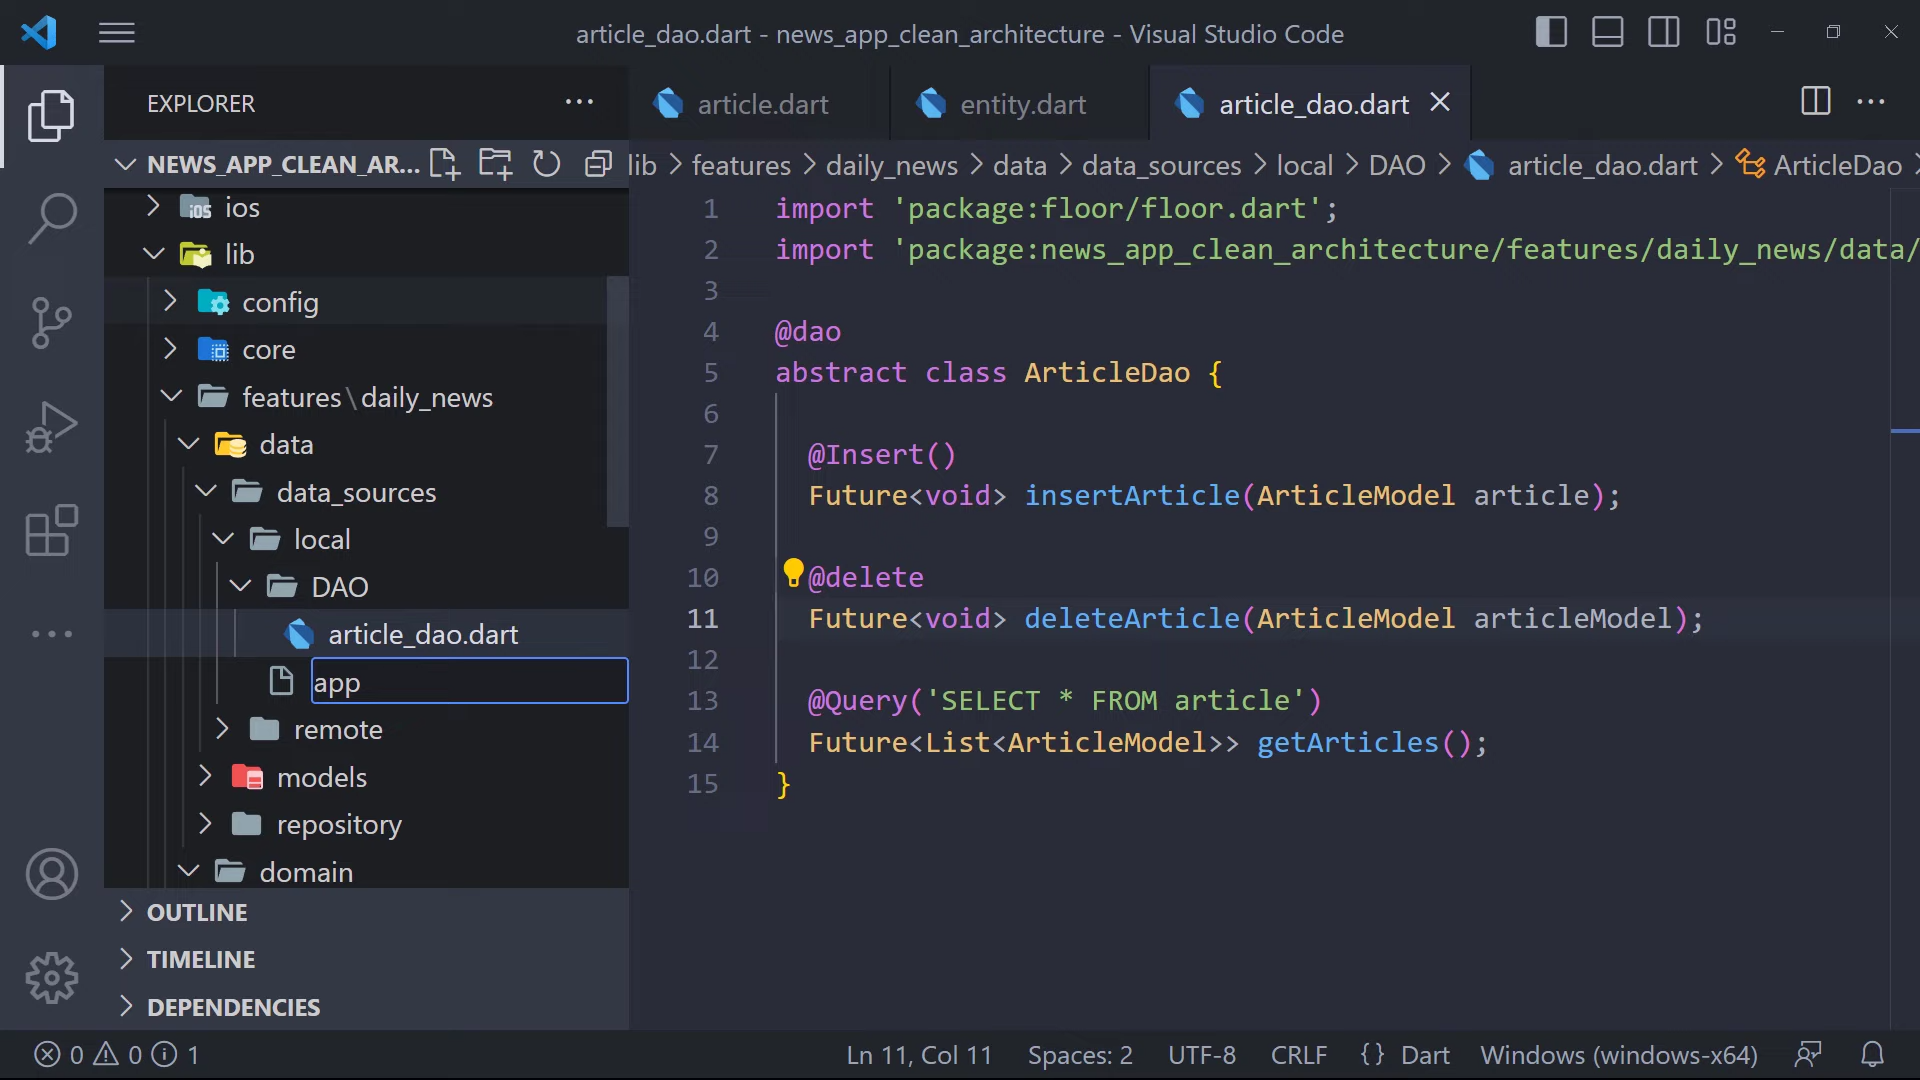 article_dao.dart - news_app_clean_architecture - Visual Studio Code
EXPLORER
NEWS_APP_CLEAN_AR...
ios
lib
config
core
features\daily_news
data
data_sources
local
DAO
article_dao.dart
app
remote
models
repository
domain
OUTLINE
TIMELINE
DEPENDENCIES
article.dart
entity.dart
article_dao.dart
lib > features > daily_news > data > data_sources > local > DAO > article_dao.dart > ArticleDao >
1 import 'package:floor/floor.dart';
2 import 'package:news_app_clean_architecture/features/daily_news/data/
3
4 @dao
5 abstract class ArticleDao {
6
7 @Insert()
8 Future<void> insertArticle(ArticleModel article);
9
10 @delete
11 Future<void> deleteArticle(ArticleModel articleModel);
12
13 @Query('SELECT * FROM article')
14 Future<List<ArticleModel>> getArticles();
15 }
0 0 1
Ln 11, Col 11 Spaces: 2 UTF-8 CRLF {} Dart Windows (windows-x64)